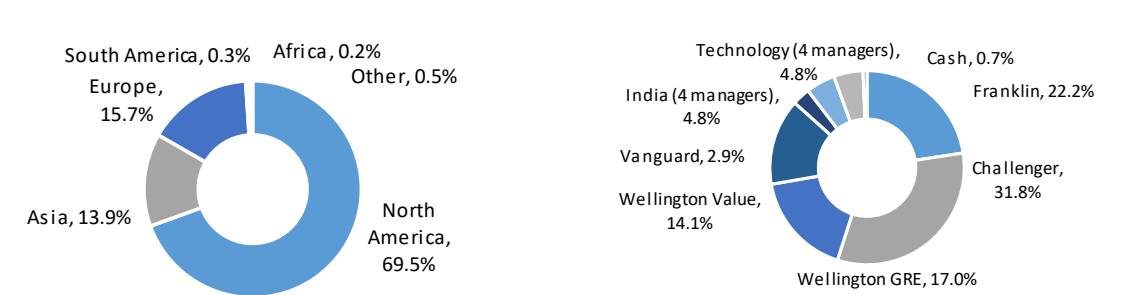 South America, 0.3%
Africa, 0.2%
Other, 0.5%
Europe,
15.7%
Asia, 13.9%
North
America,
69.5%
Technology (4 managers),
4.8%
Cash, 0.7%
Franklin, 22.2%
India (4 managers),
4.8%
Vanguard, 2.9%
Challenger,
31.8%
Wellington Value,
14.1%
Wellington GRE, 17.0%